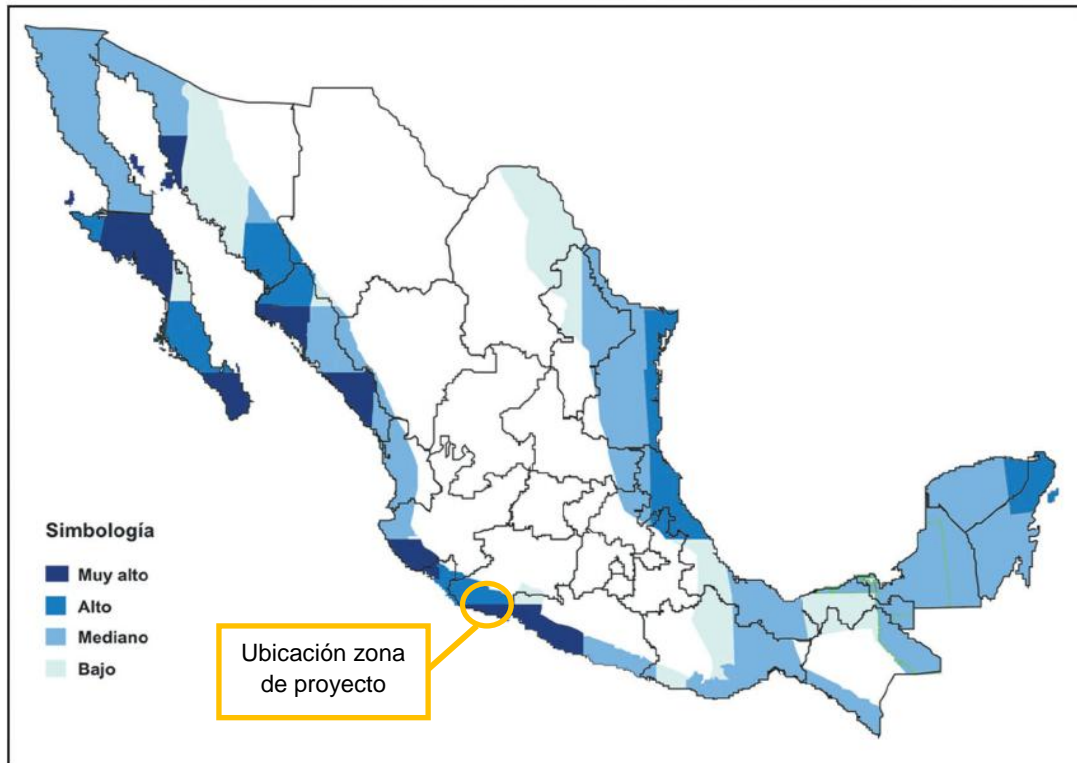 Simbología
Muy alto
Alto
Mediano
Bajo
Ubicación zona
de proyecto